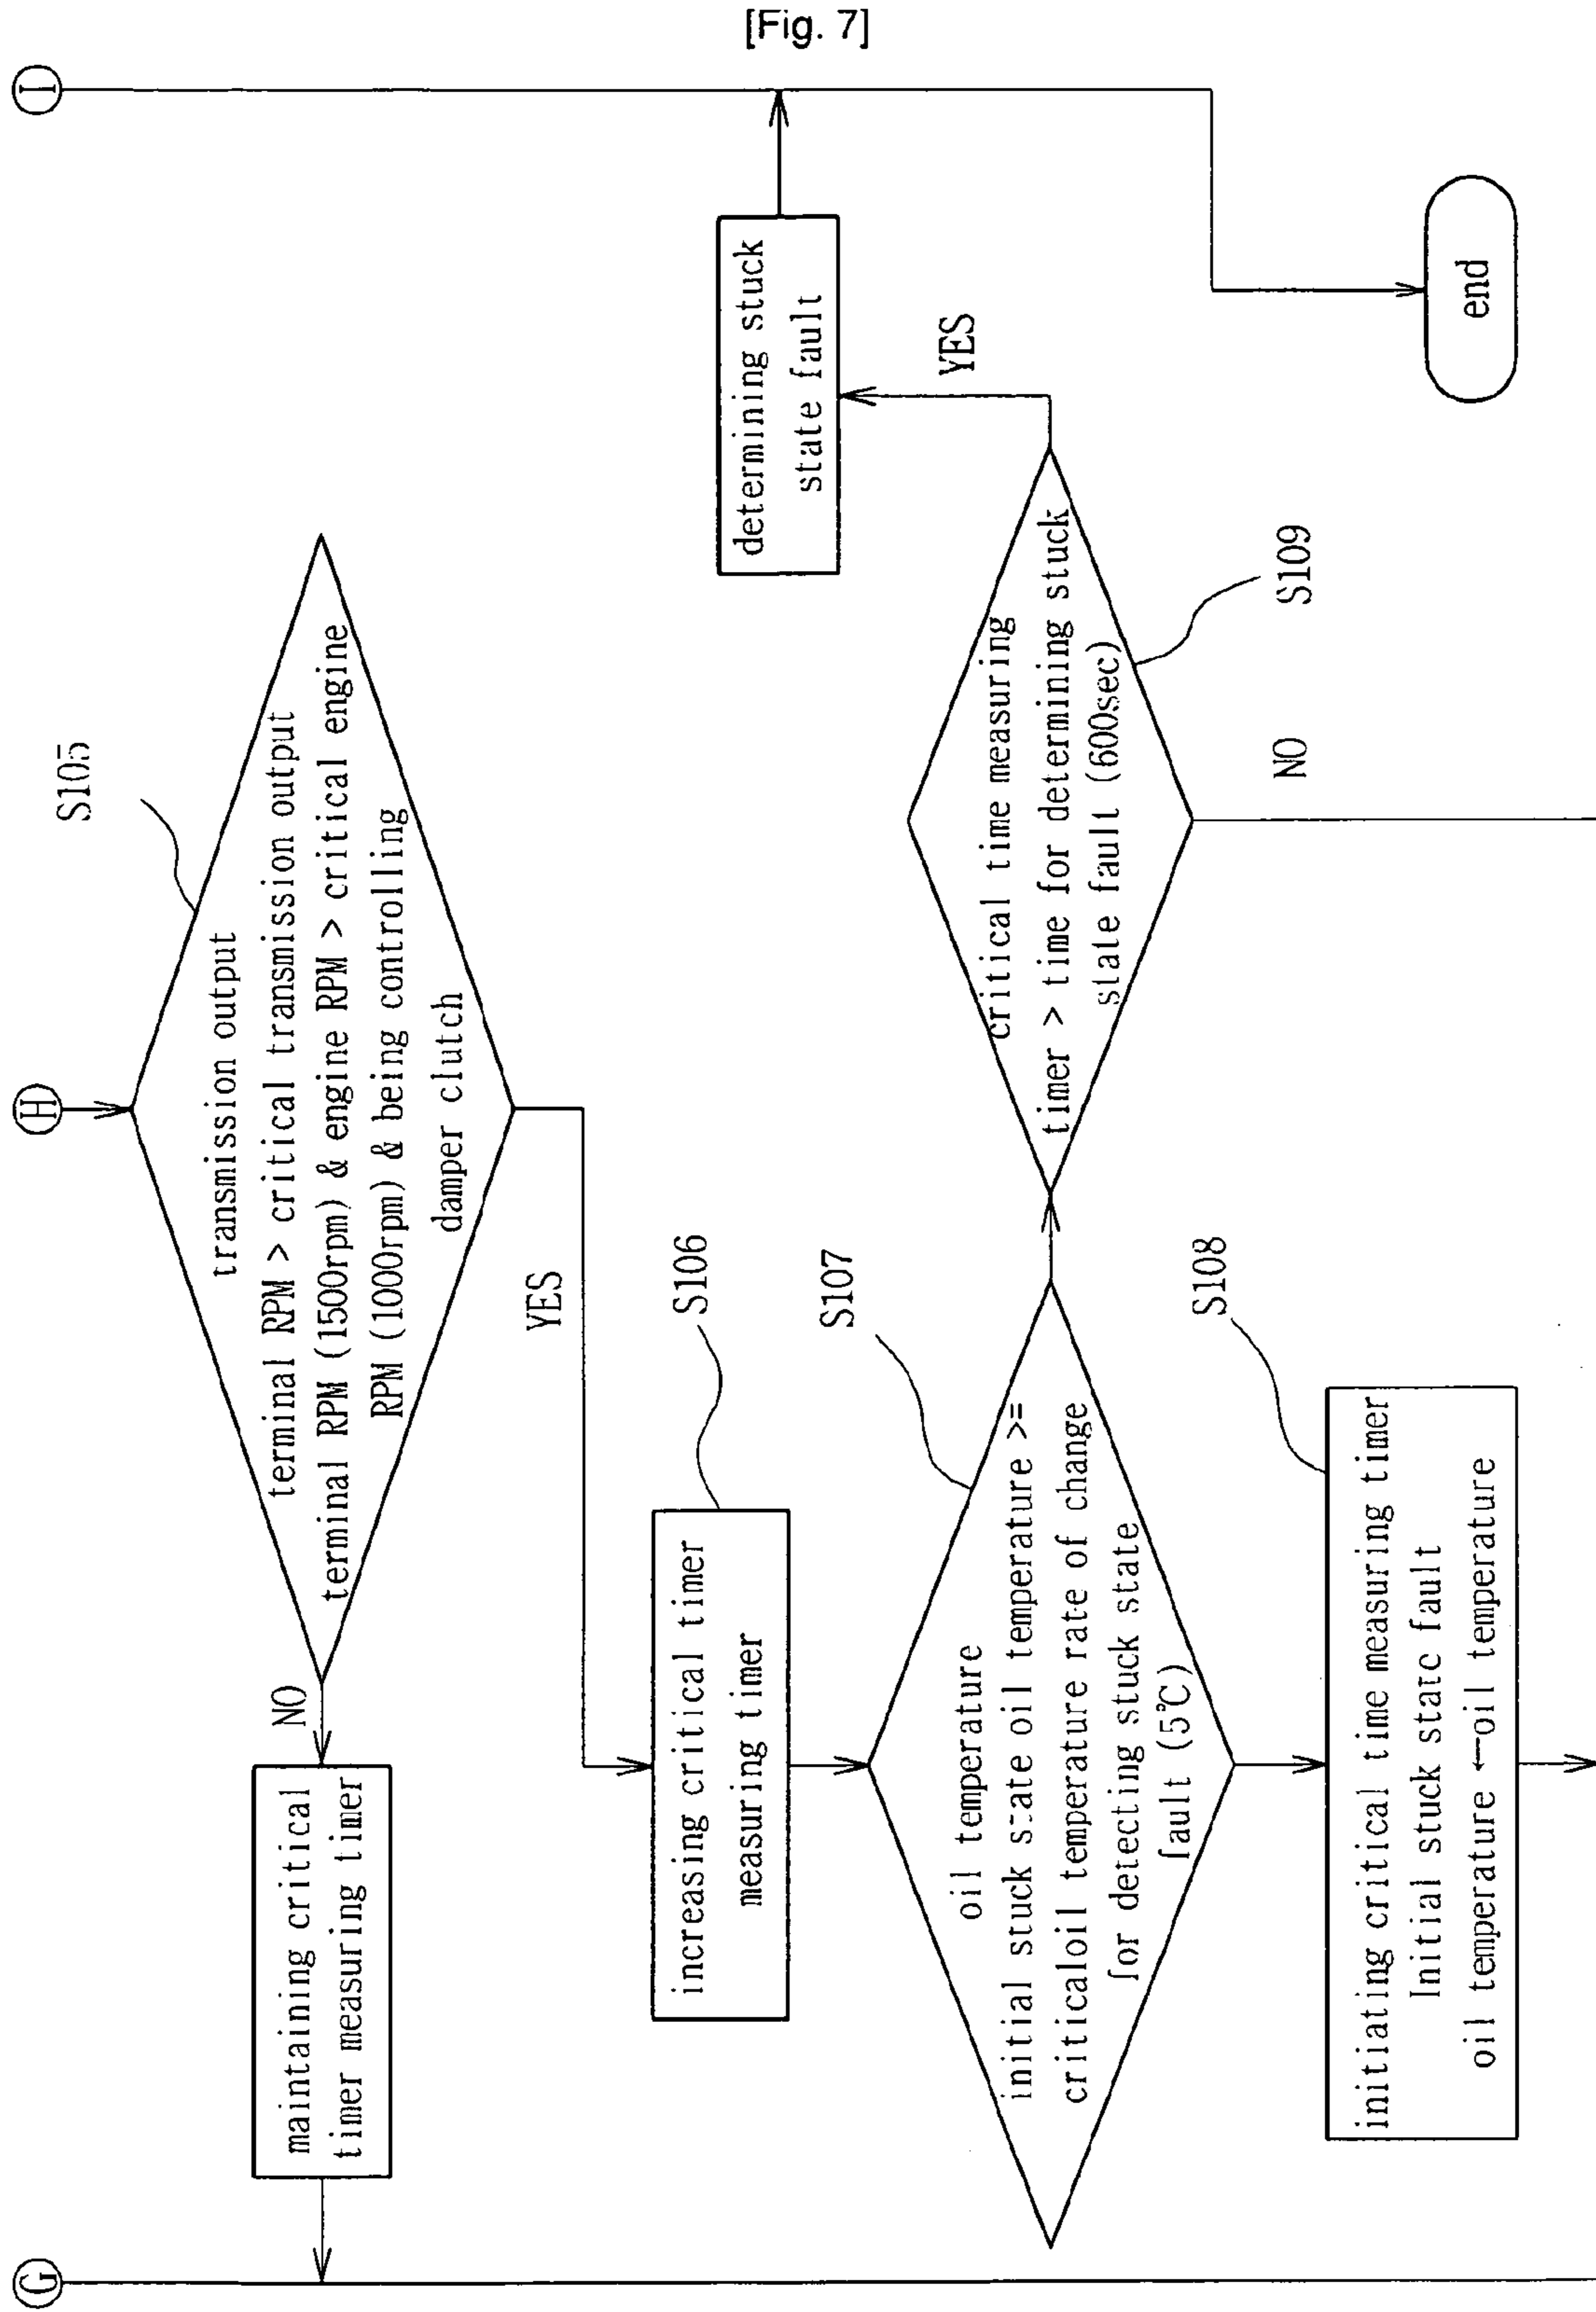 [Fig. 7]
G
H
I
S105
transmission output
terminal RPM > critical transmission output
terminal RPM (1500rpm) & engine RPM > critical engine
RPM (1000rpm) & being controlling
damper clutch
NO
maintaining critical
timer measuring timer
YES
S106
increasing critical timer
measuring timer
S107
oil temperature
initial stuck state oil temperature >=
criticaloil temperature rate of change
for detecting stuck state
fault (5℃)
S108
initiating critical time measuring timer
Initial stuck state fault
oil temperature ←oil temperature
critical time measuring
timer > time for determining stuck
state fault (600sec)
S109
NO
YES
determining stuck
state fault
end